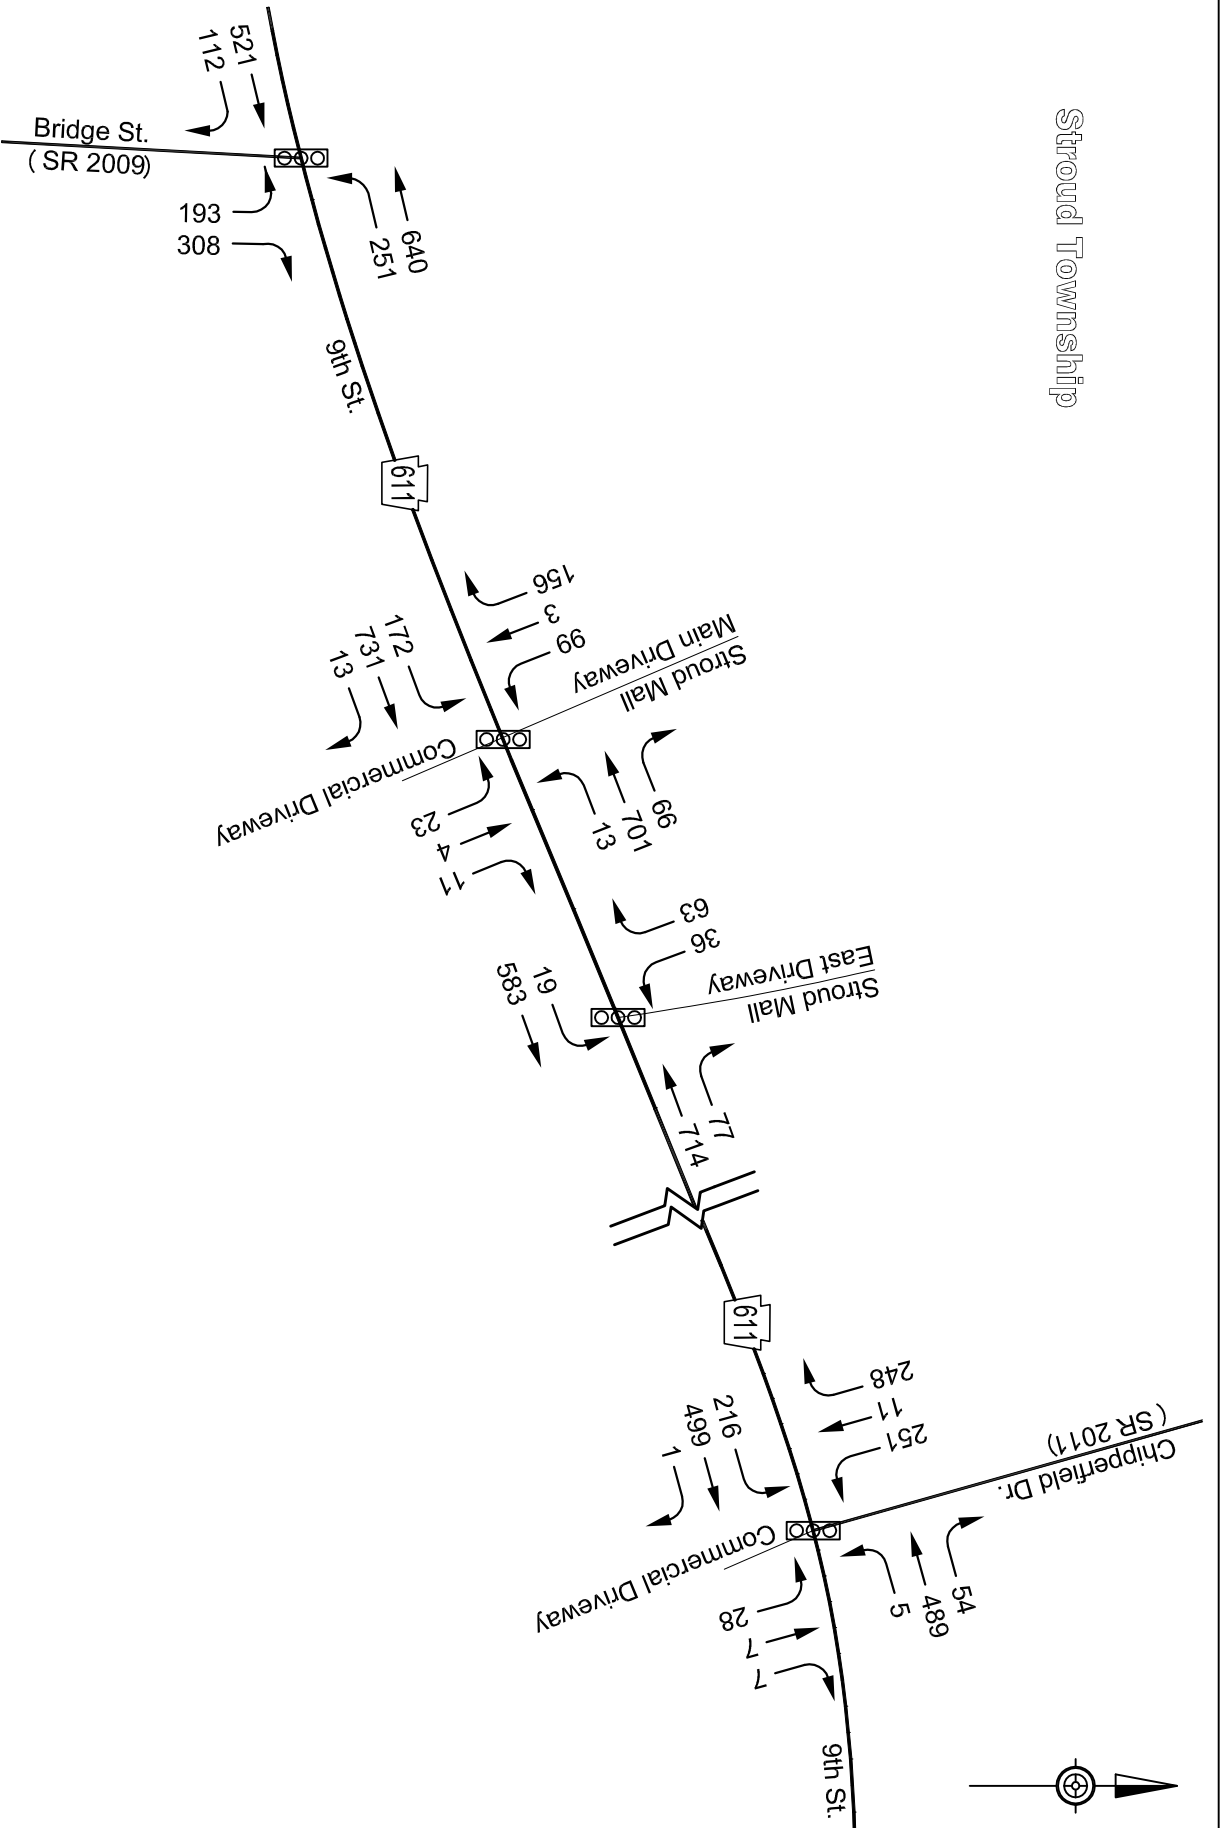 Stroud Township
521
112
Bridge St.
( SR 2009)
193
308
640
251
9th St.
611
156
3
99
172
731
13
Stroud Mall
Main Driveway
Commercial Driveway
23
4
11
66
701
13
63
36
19
583
Stroud Mall
East Driveway
77
714
611
248
11
251
216
499
1
Chipperfield Dr.
( SR 2011)
Commercial Driveway
28
7
7
54
489
5
9th St.